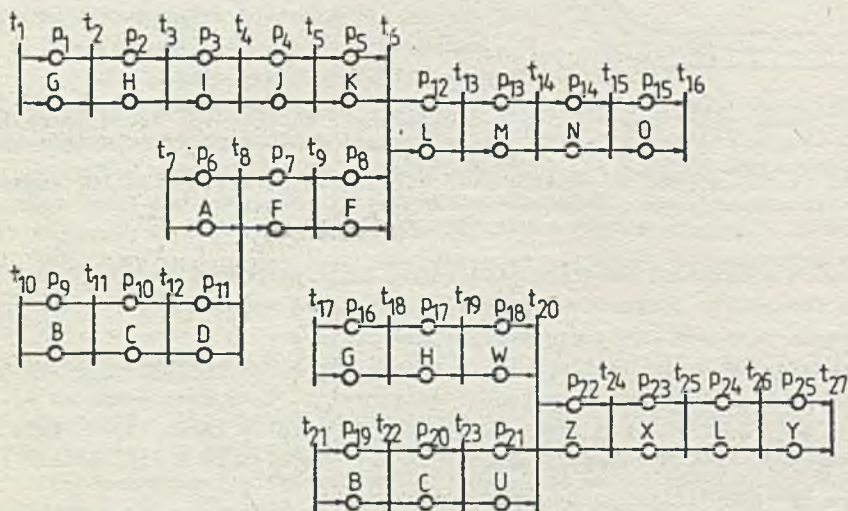 t₁ p₁ t₂ p₂ t₃ p₃ t₄ p₄ t₅ p₅ t₆
G H I J K
p₁₂ t₁₃ p₁₃ t₁₄ p₁₄ t₁₅ p₁₅ t₁₆
L M N O
t₇ p₆ t₈ p₇ t₉ p₈
A F F
t₁₀ p₉ t₁₁ p₁₀ t₁₂ p₁₁
B C D
t₁₇ p₁₆ t₁₈ p₁₇ t₁₉ p₁₈ t₂₀
G H W
p₂₂ t₂₄ p₂₃ t₂₅ p₂₄ t₂₆ p₂₅ t₂₇
Z X L Y
t₂₁ p₁₉ t₂₂ p₂₀ t₂₃ p₂₁
B C U